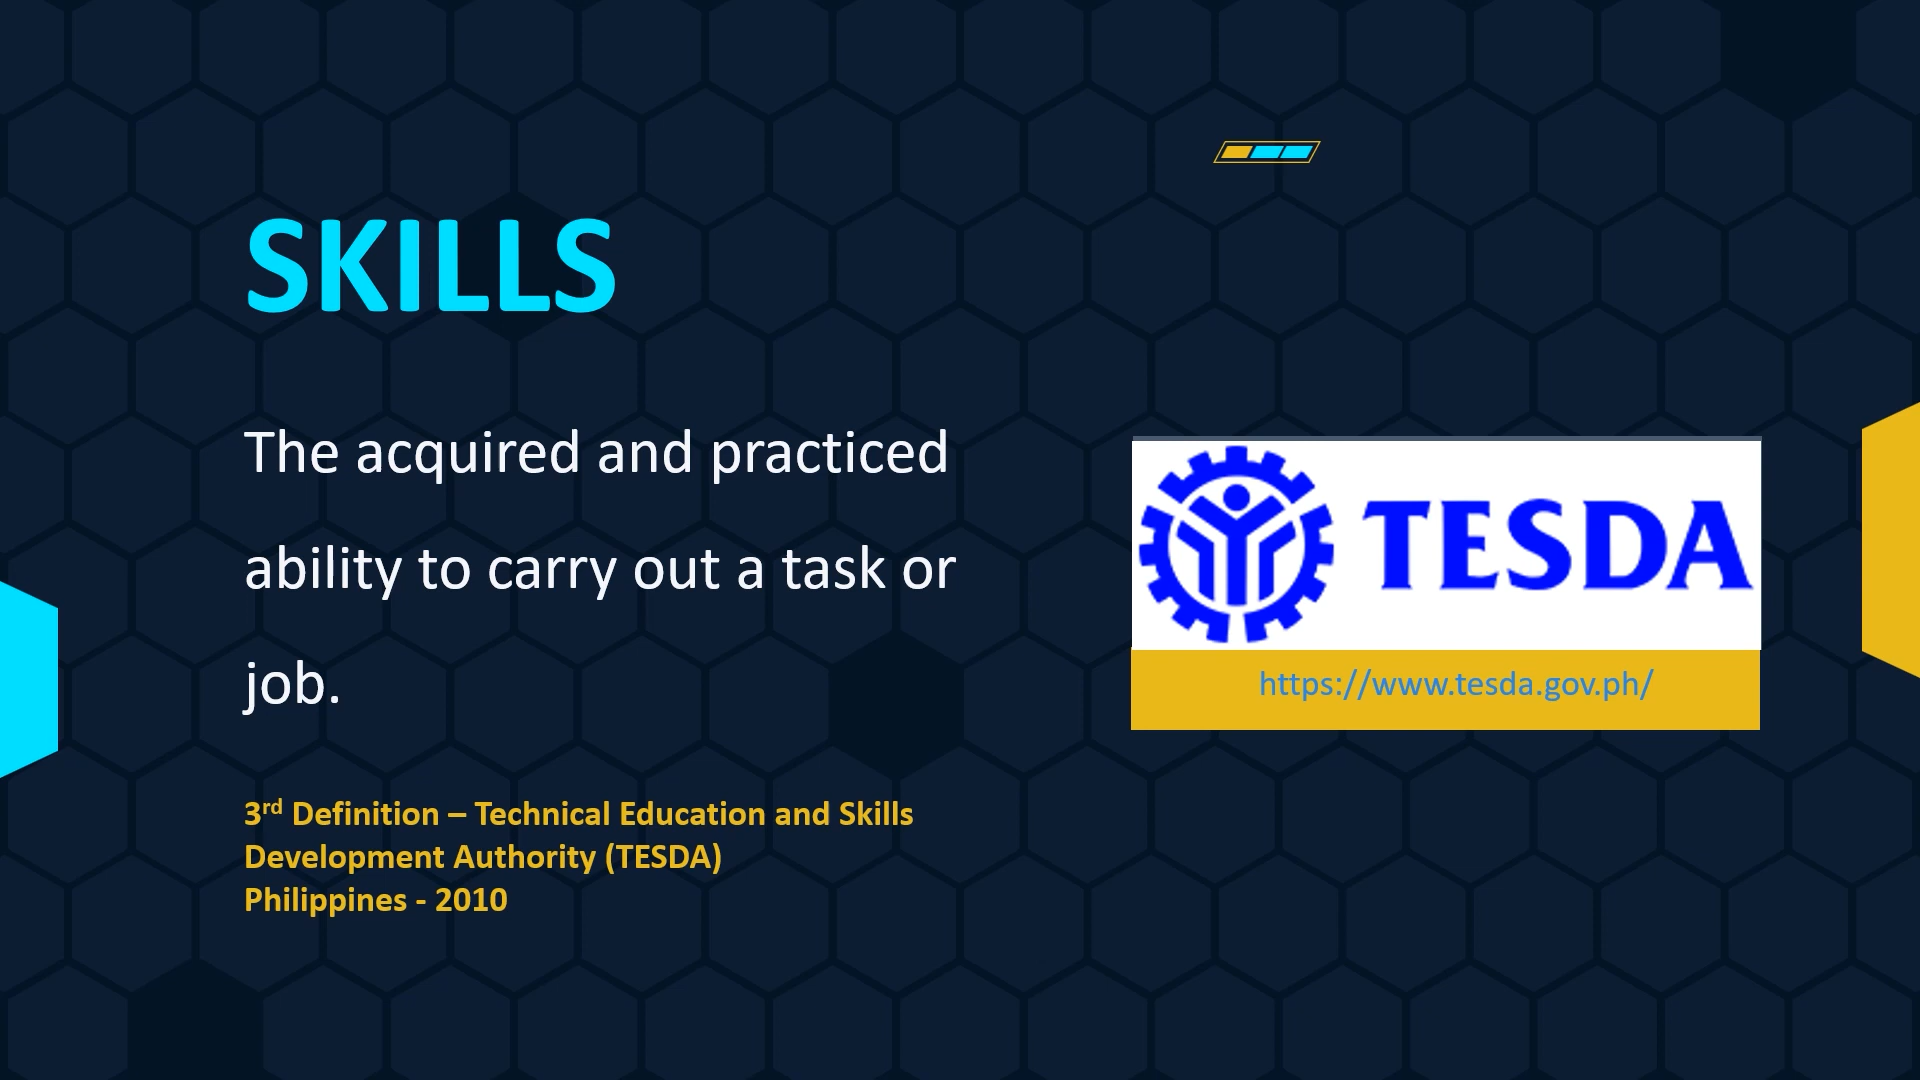 SKILLS
The acquired and practiced
ability to carry out a task or
job.
TESDA
https://www.tesda.gov.ph/
3rd Definition – Technical Education and Skills
Development Authority (TESDA)
Philippines - 2010